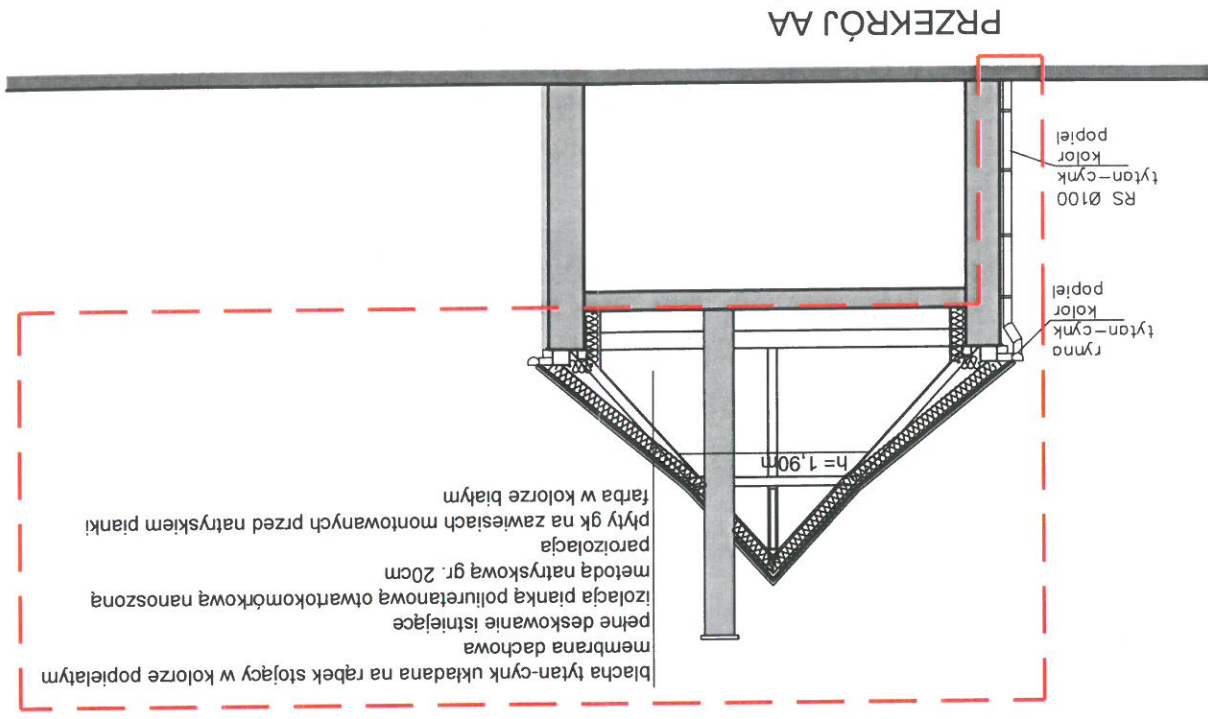 blacha tytan-cynk układana na rąbek stojący w kolorze popielatym
membrana dachowa
pełne deskowanie istniejące
izolacja pianką poliuretanową otwartokomórkową nanoszoną
metodą natryskową gr. 20cm
paroizolacja
płyty gk na zawiesiach montowanych przed natryskiem pianki
farba w kolorze białym
h= 1,90m
rynna
tytan-cynk
kolor
popiel
RS Ø100
tytan-cynk
kolor
popiel
PRZEKRÓJ AA